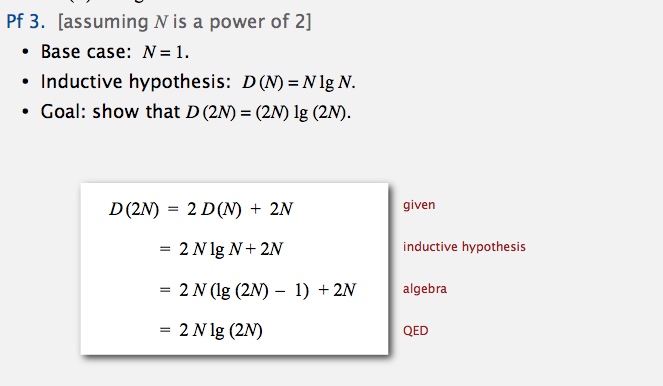 Pf 3. [assuming N is a power of 2]
• Base case: N = 1.
• Inductive hypothesis: D (N) = N lg N.
• Goal: show that D (2N) = (2N) lg (2N).
D (2N) = 2 D (N) + 2N given
= 2 N lg N + 2N inductive hypothesis
= 2 N (lg (2N) – 1) + 2N algebra
= 2 N lg (2N) QED